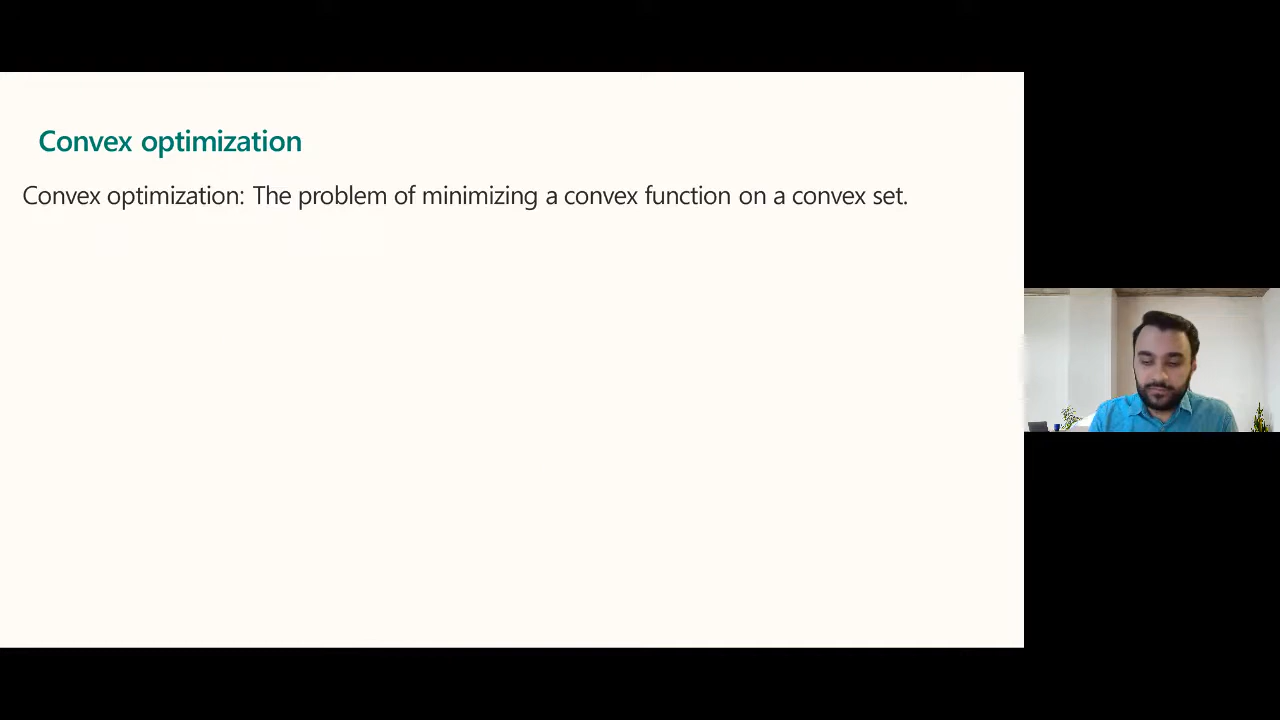 Convex optimization
Convex optimization: The problem of minimizing a convex function on a convex set.